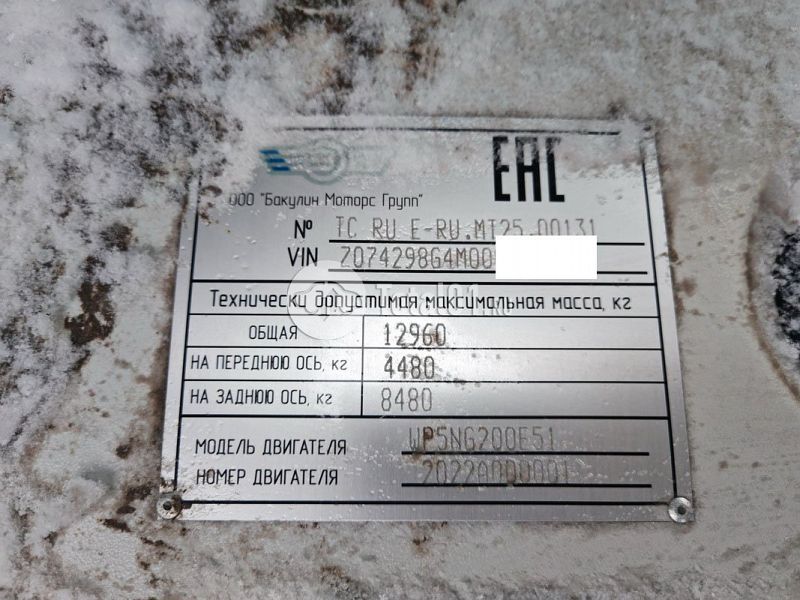 EAC
ООО "Бакулин Моторс Групп"
№ ТС RU Е-RU.МТ25.00131
VIN Z074298G4M00
Технически допустимая максимальная масса, кг
ОБЩАЯ 12960
НА ПЕРЕДНЮЮ ОСЬ, кг 4480
НА ЗАДНЮЮ ОСЬ, кг 8480
МОДЕЛЬ ДВИГАТЕЛЯ WP5NG200E51
НОМЕР ДВИГАТЕЛЯ